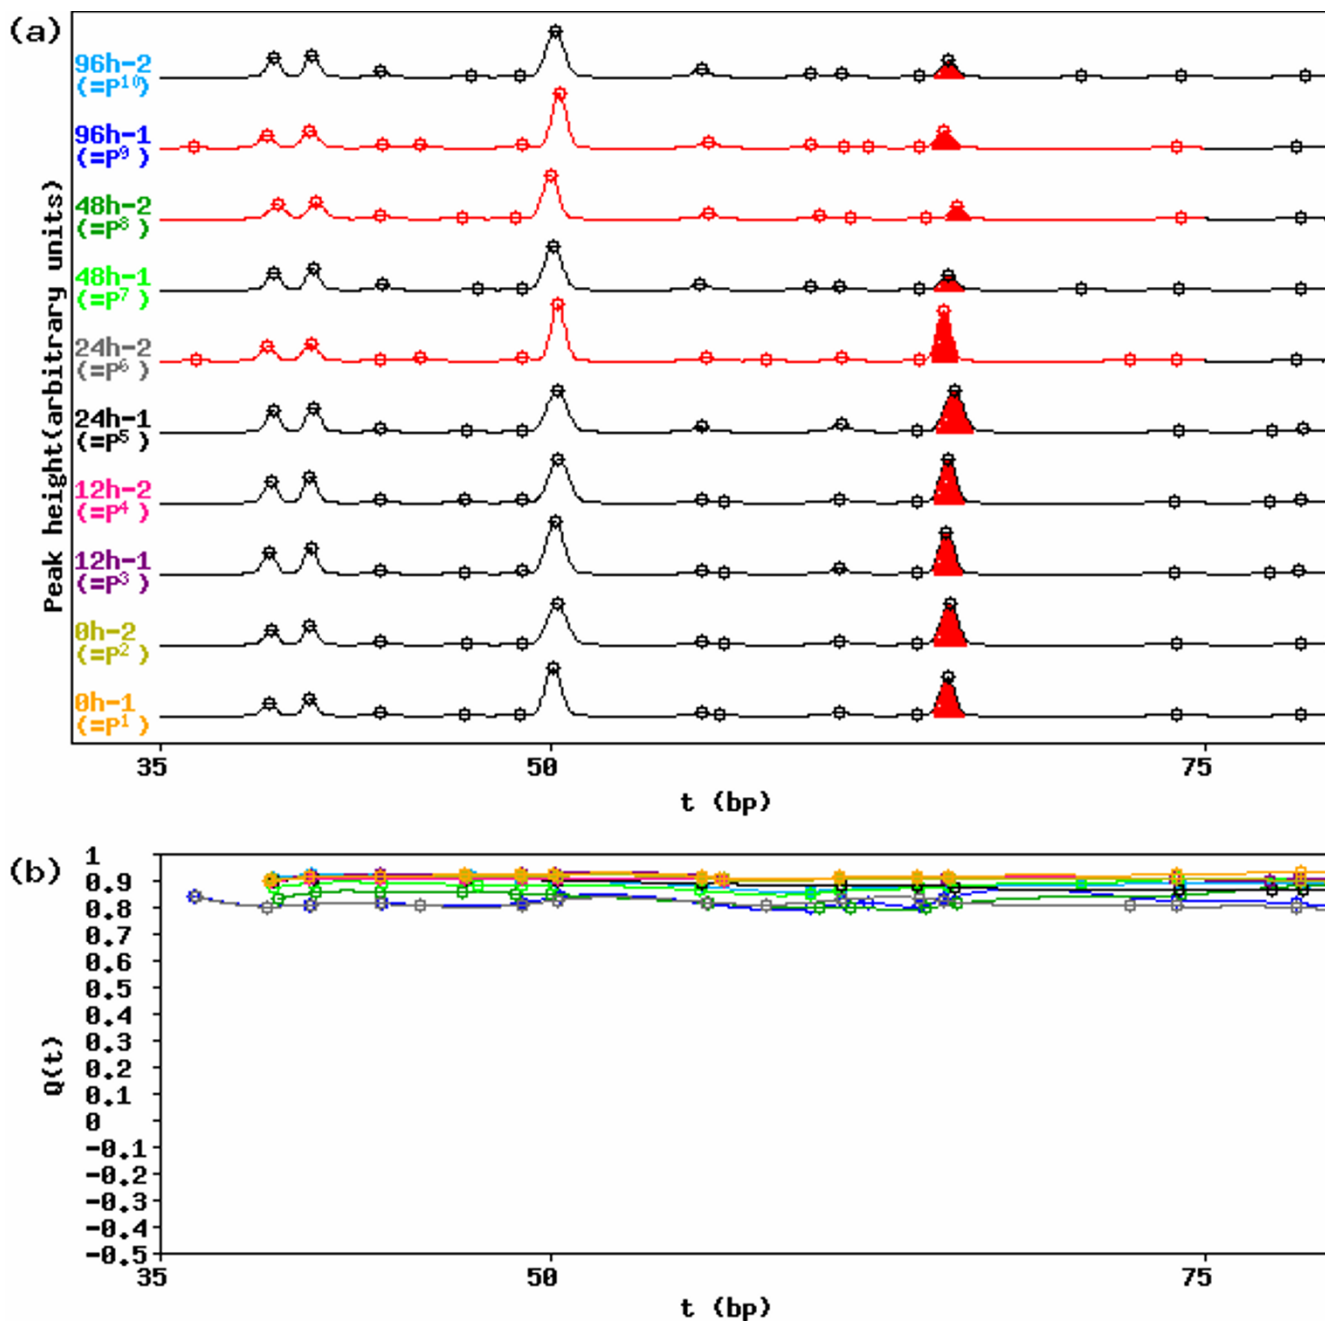 (a)
Peak height(arbitrary units)
96h-2
(=P10)
96h-1
(=P9)
48h-2
(=P8)
48h-1
(=P7)
24h-2
(=P6)
24h-1
(=P5)
12h-2
(=P4)
12h-1
(=P3)
0h-2
(=P2)
0h-1
(=P1)
35 50 75
t (bp)
(b)
Q(t)
1
0.9
0.8
0.7
0.6
0.5
0.4
0.3
0.2
0.1
0
-0.1
-0.2
-0.3
-0.4
-0.5
35 50 75
t (bp)